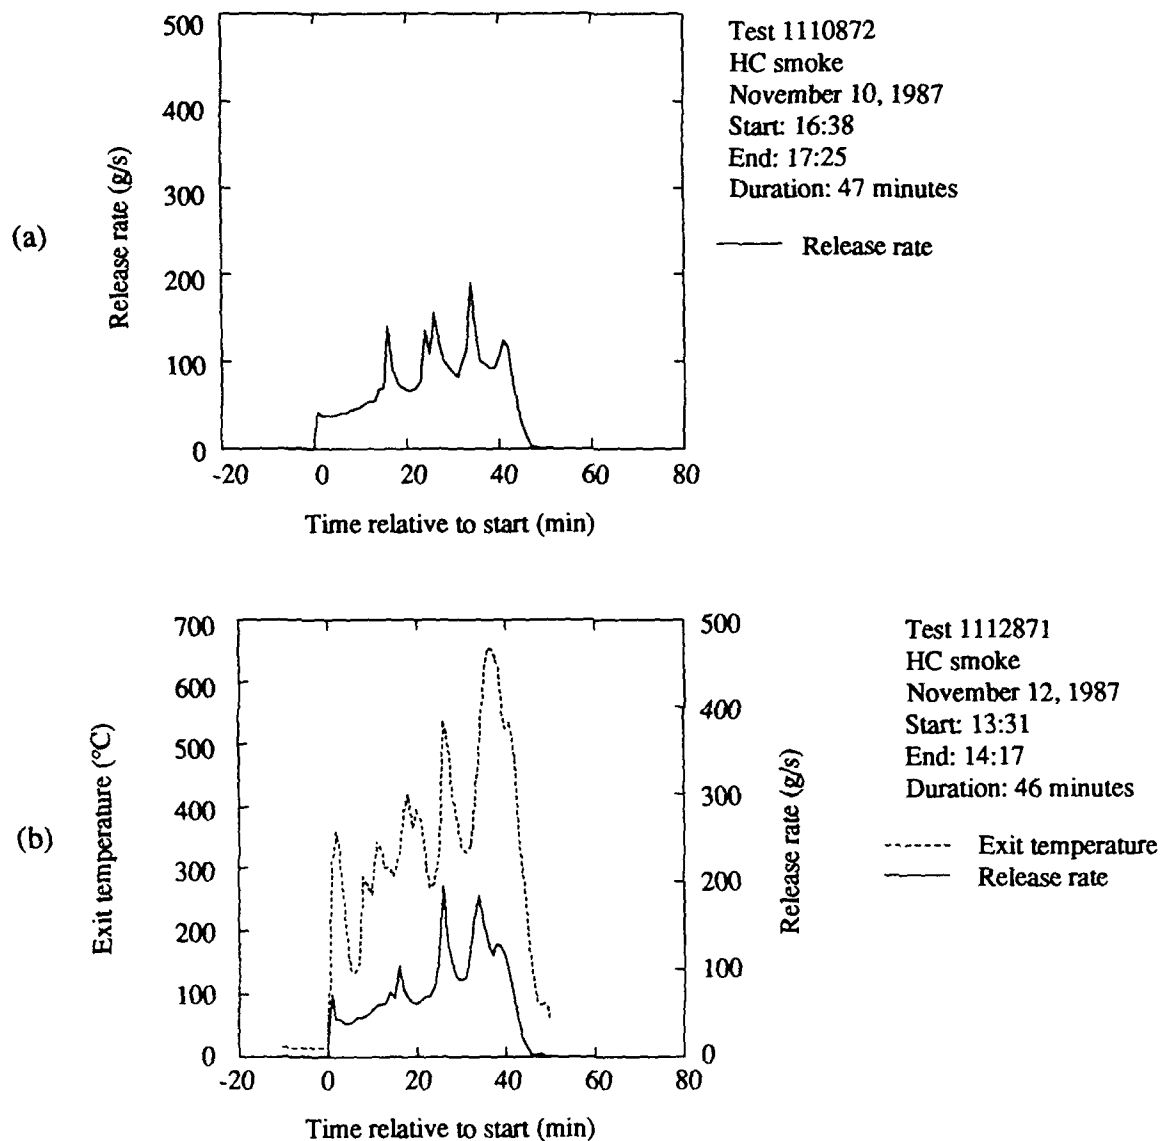 (a)
Release rate (g/s)
500
400
300
200
100
0
-20 0 20 40 60 80
Time relative to start (min)
Test 1110872
HC smoke
November 10, 1987
Start: 16:38
End: 17:25
Duration: 47 minutes
Release rate
(b)
Exit temperature (°C)
700
600
500
400
300
200
100
0
-20 0 20 40 60 80
Time relative to start (min)
500
400
300
200
100
0
Release rate (g/s)
Test 1112871
HC smoke
November 12, 1987
Start: 13:31
End: 14:17
Duration: 46 minutes
Exit temperature
Release rate